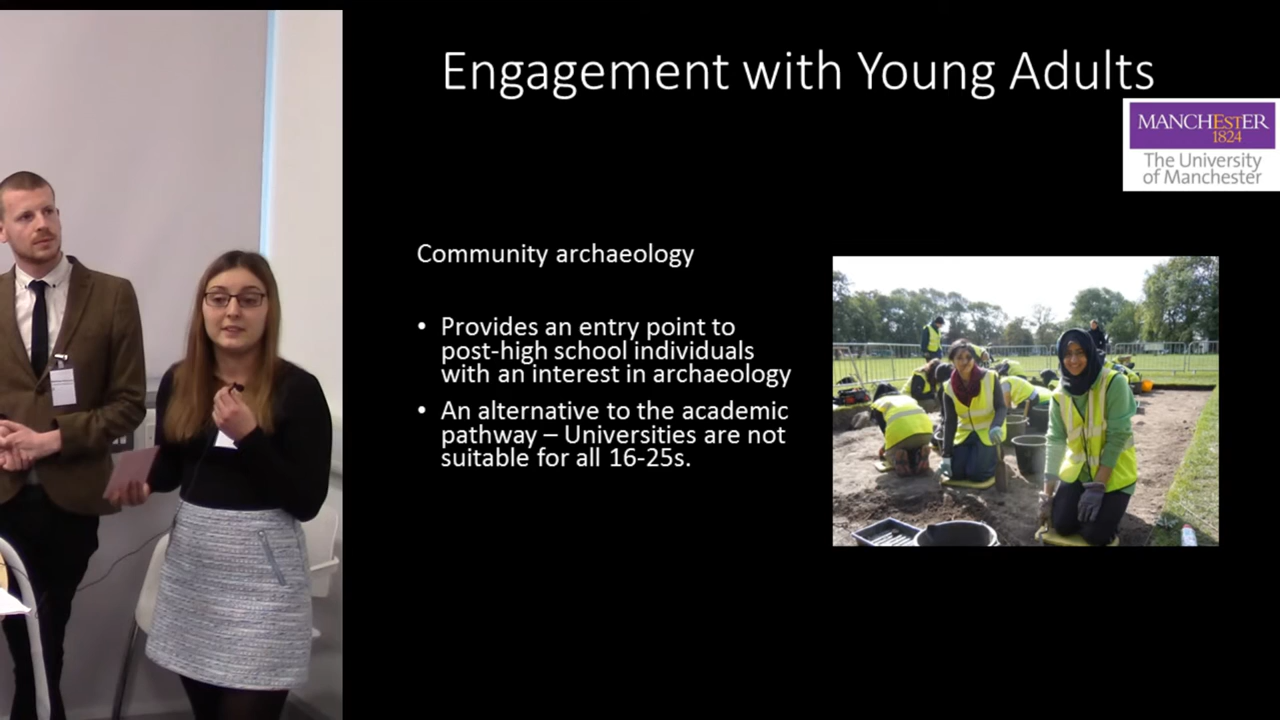 Engagement with Young Adults
MANCHESTER
1824
The University
of Manchester
Community archaeology
• Provides an entry point to
post-high school individuals
with an interest in archaeology
• An alternative to the academic
pathway – Universities are not
suitable for all 16-25s.